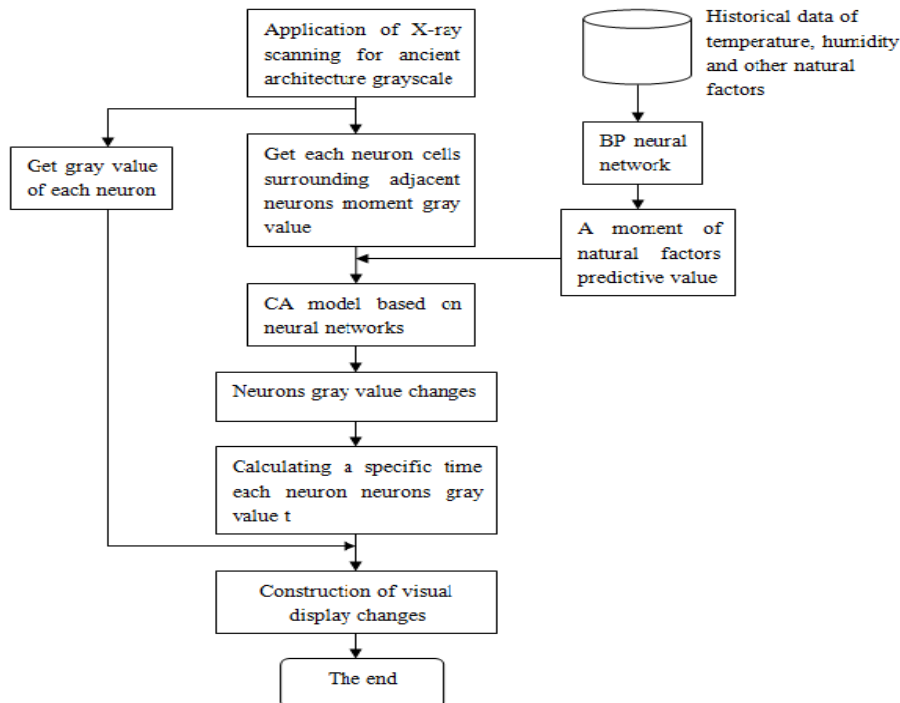 Application of X-ray
scanning for ancient
architecture grayscale
Historical data of
temperature, humidity
and other natural
factors
Get gray value
of each neuron
Get each neuron cells
surrounding adjacent
neurons moment gray
value
BP neural
network
A moment of
natural factors
predictive value
CA model based on
neural networks
Neurons gray value changes
Calculating a specific time
each neuron neurons gray
value t
Construction of visual
display changes
The end